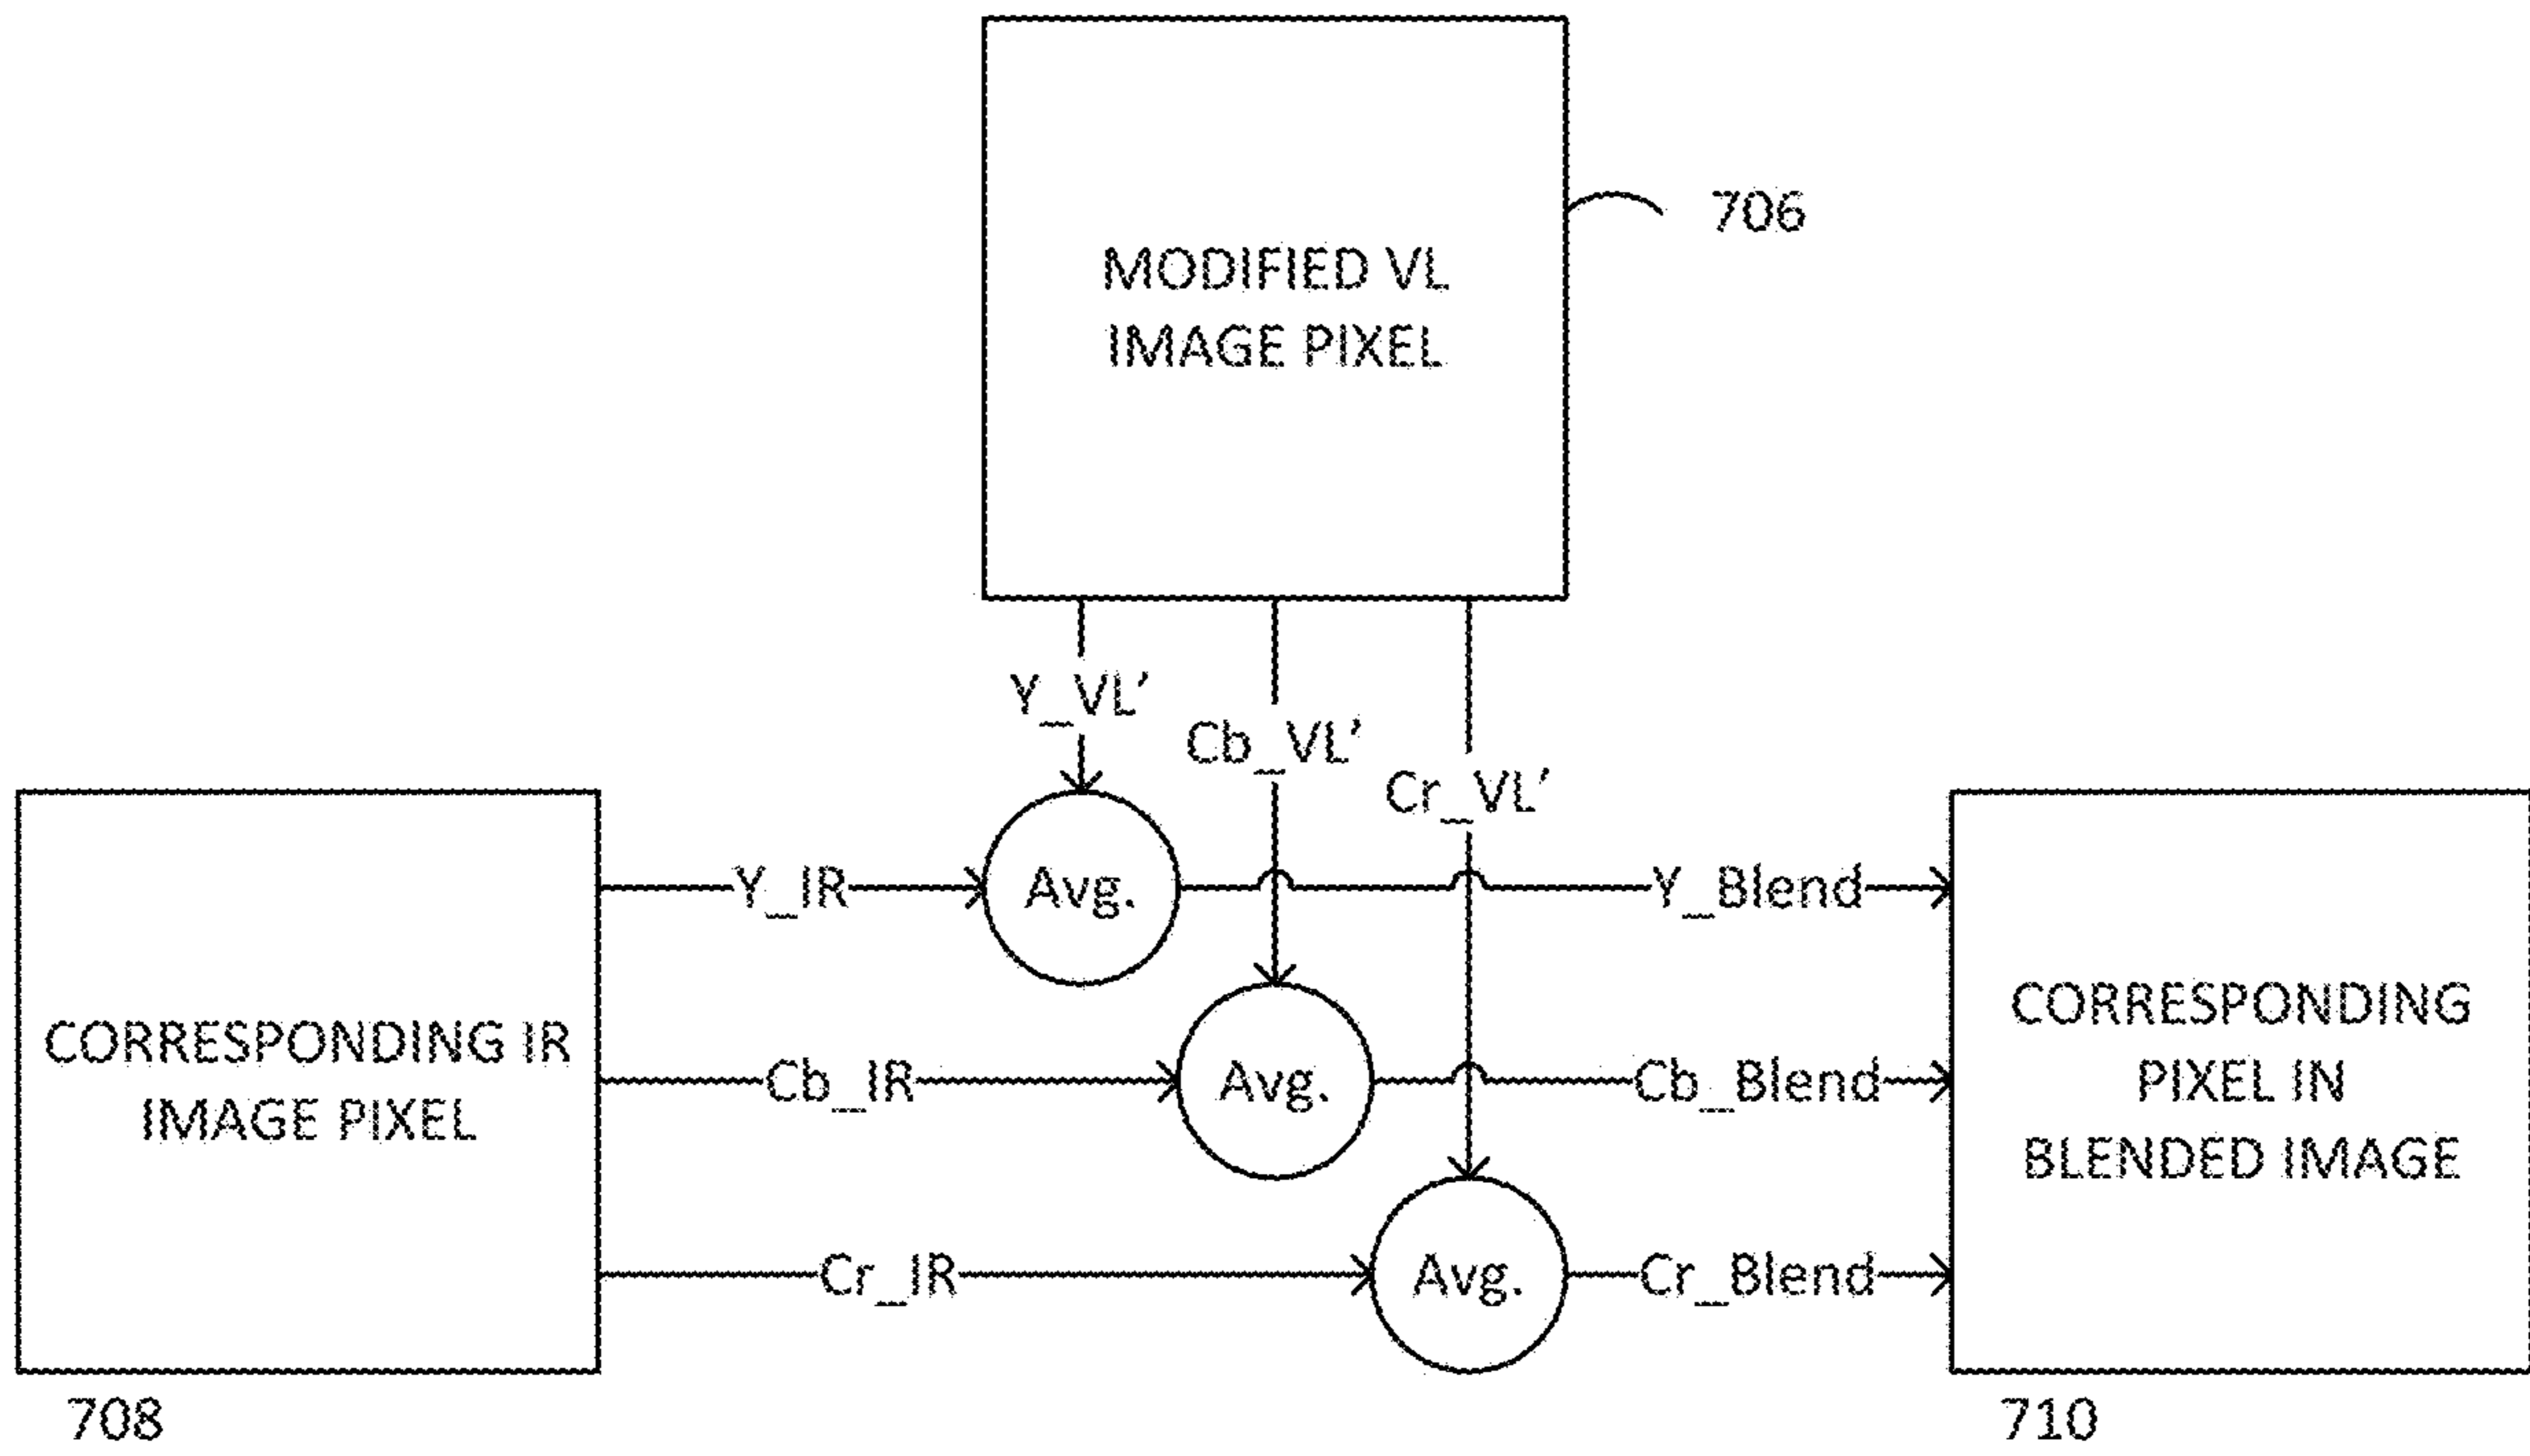 706
MODIFIED VL
IMAGE PIXEL
Y_VL’
Cb_VL’
Cr_VL’
Y_IR
Avg.
Y_Blend
CORRESPONDING IR
IMAGE PIXEL
Cb_IR
Avg.
Cb_Blend
CORRESPONDING
PIXEL IN
BLENDED IMAGE
Cr_IR
Avg.
Cr_Blend
708
710